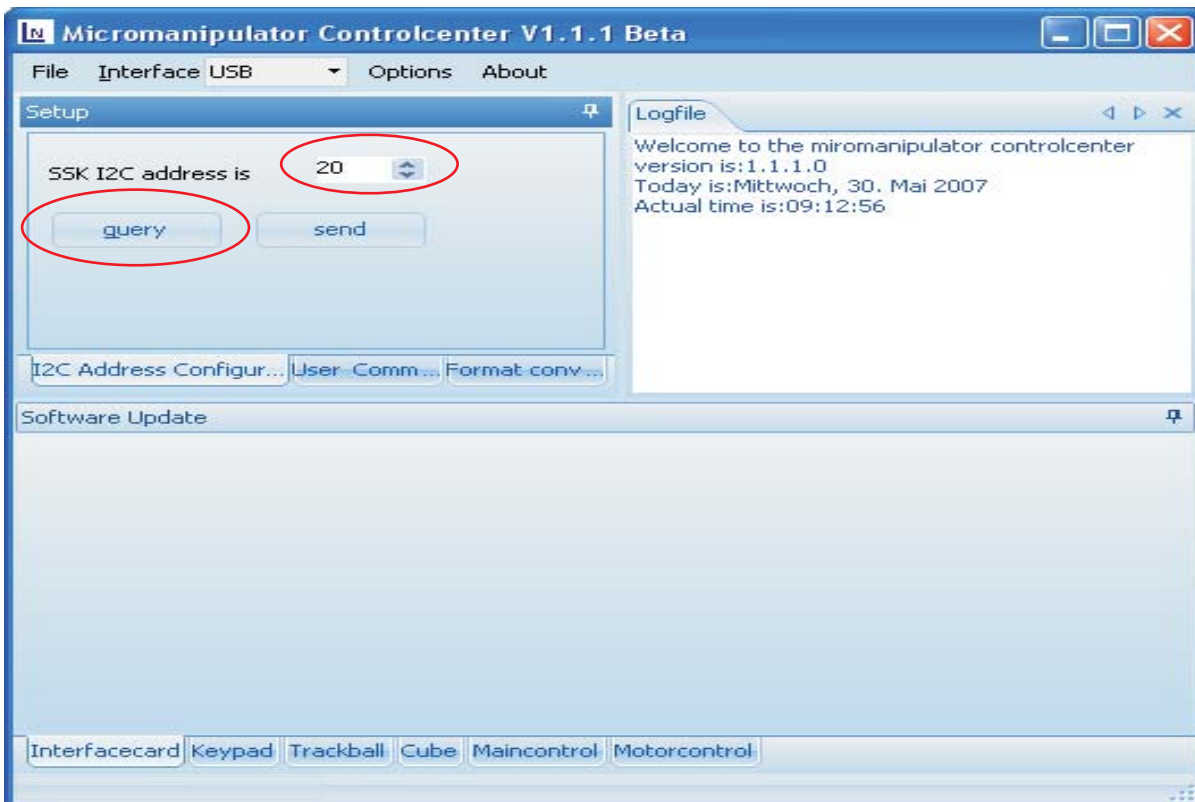 LN Micromanipulator Controlcenter V1.1.1 Beta
File Interface USB Options About
Setup
SSK I2C address is 20
query send
I2C Address Configur... User Comm... Format conv...
Logfile
Welcome to the miromanipulator controlcenter
version is:1.1.1.0
Today is:Mittwoch, 30. Mai 2007
Actual time is:09:12:56
Software Update
Interfacecard Keypad Trackball Cube Maincontrol Motorcontrol